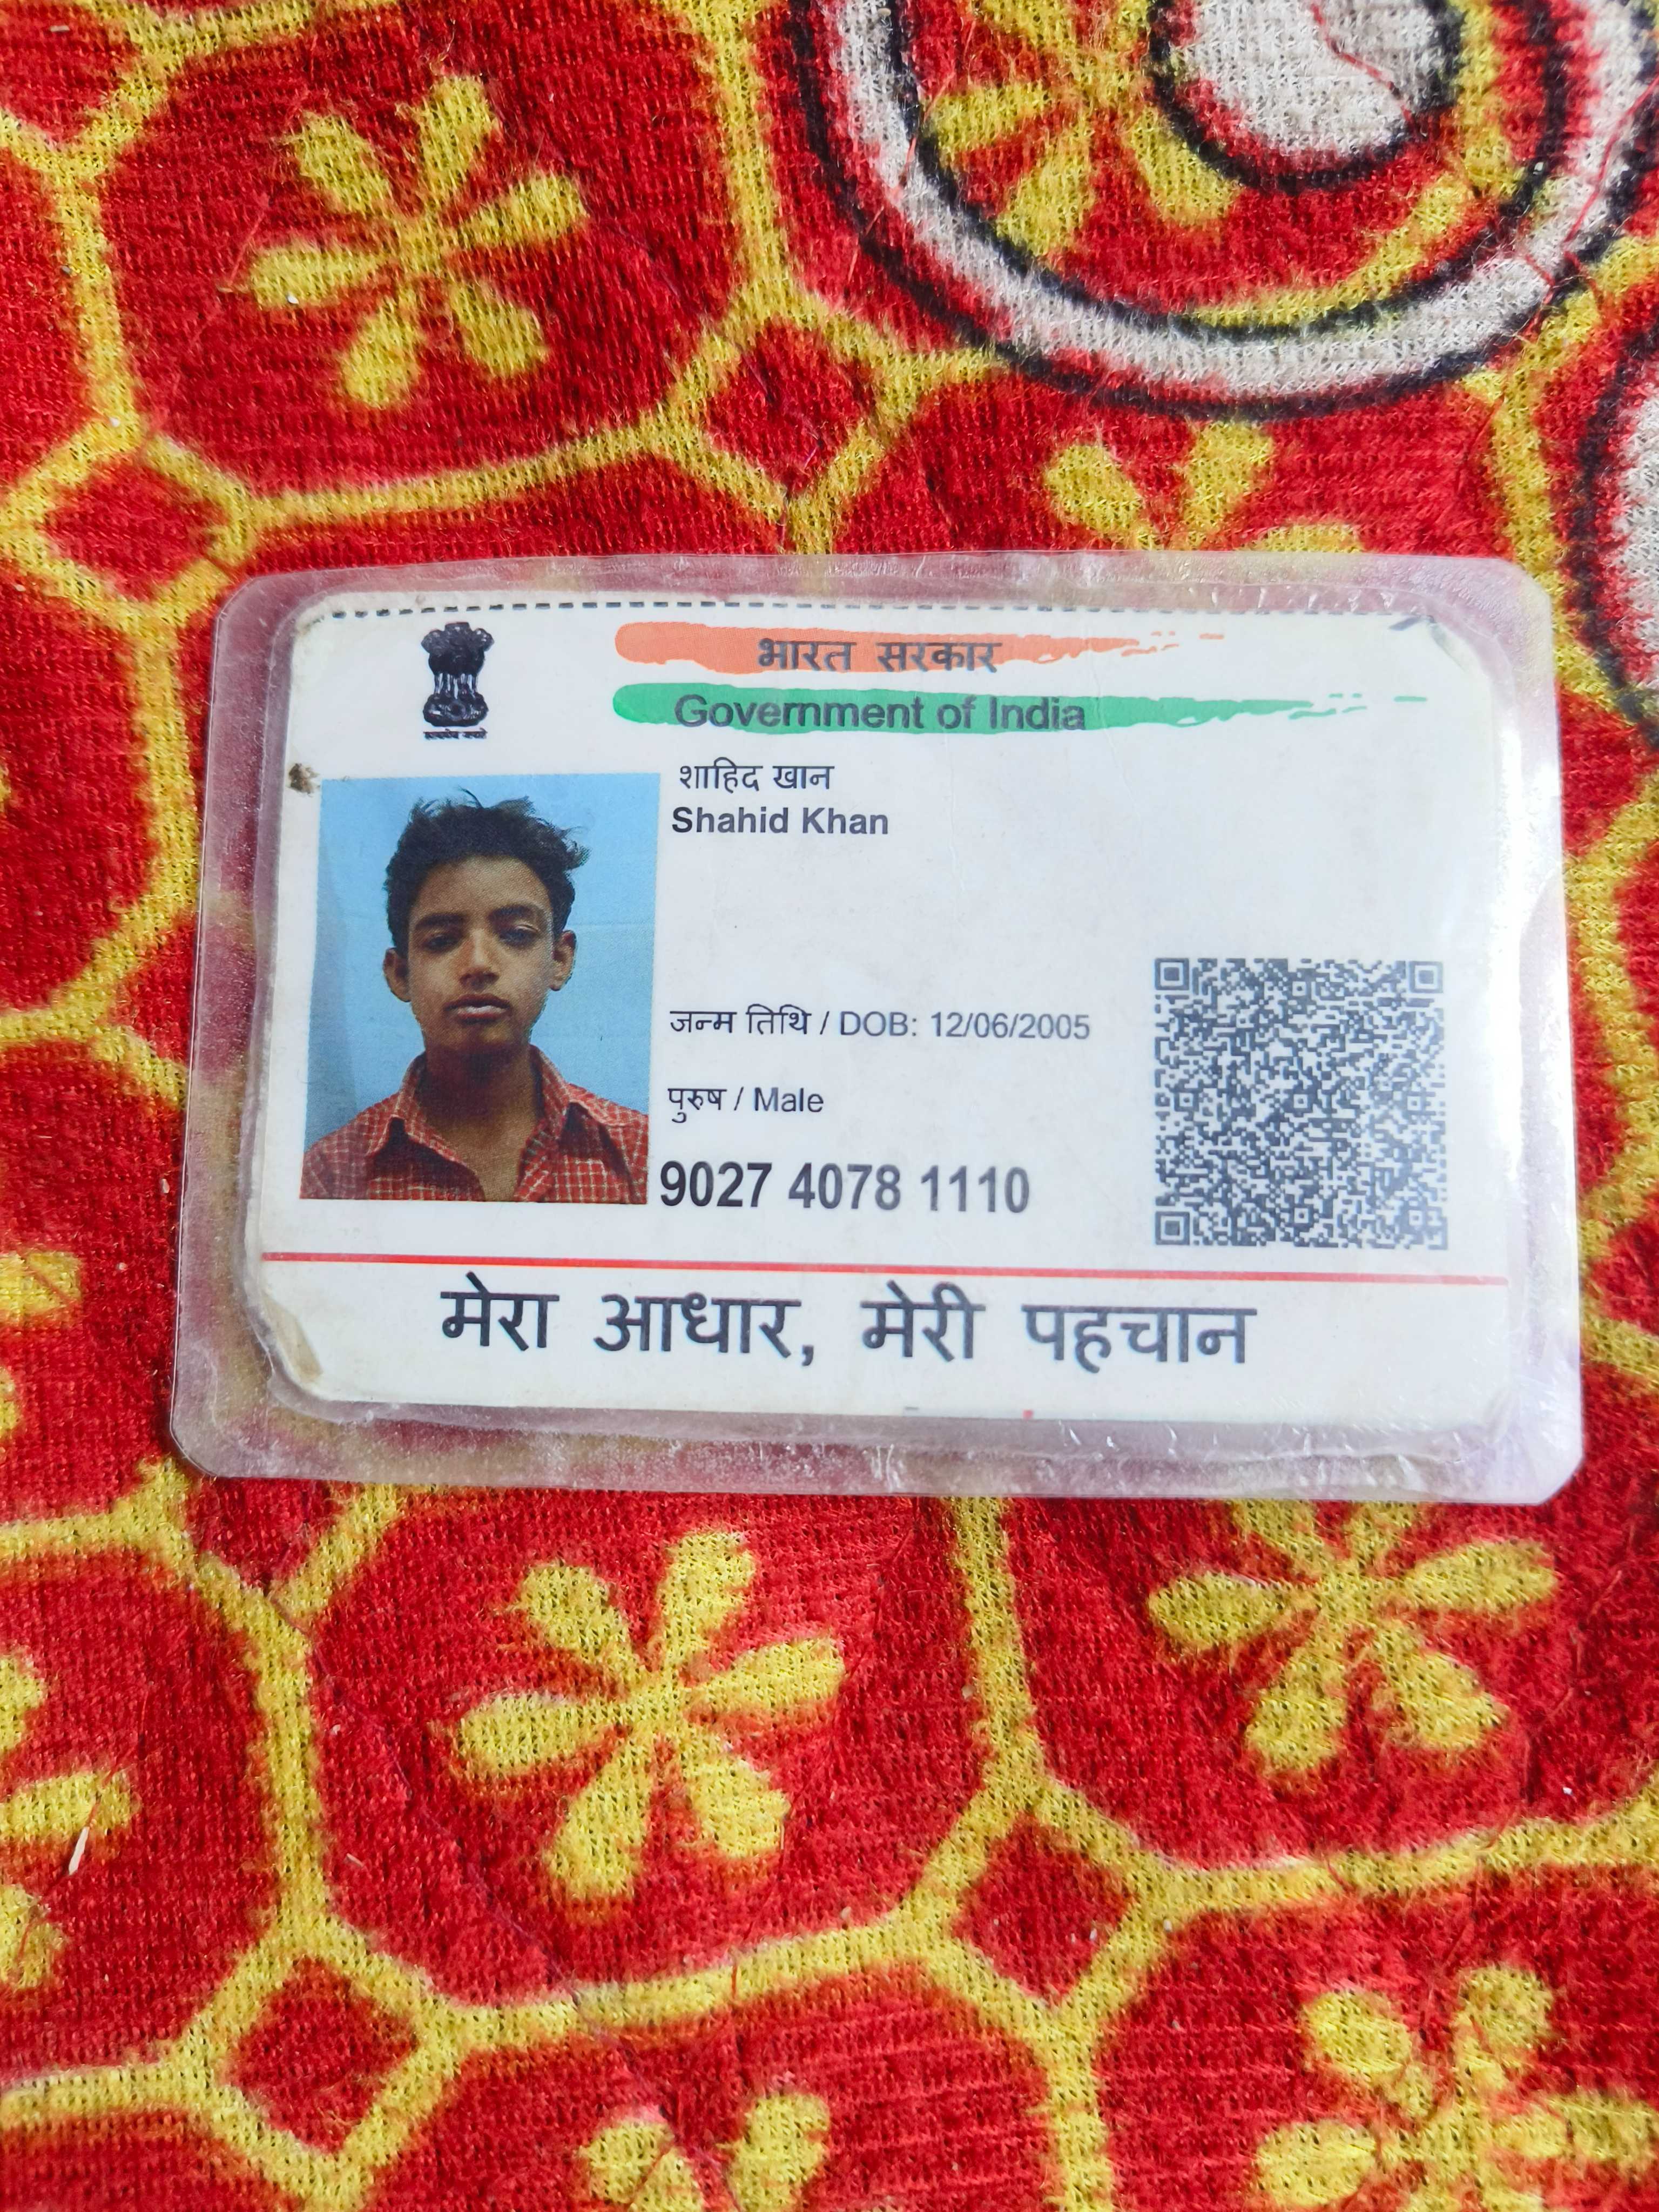 भारत सरकार
Government of India
शाहिद खान
Shahid Khan
जन्म तिथि / DOB: 12/06/2005
पुरुष / Male
9027 4078 1110
मेरा आधार, मेरी पहचान